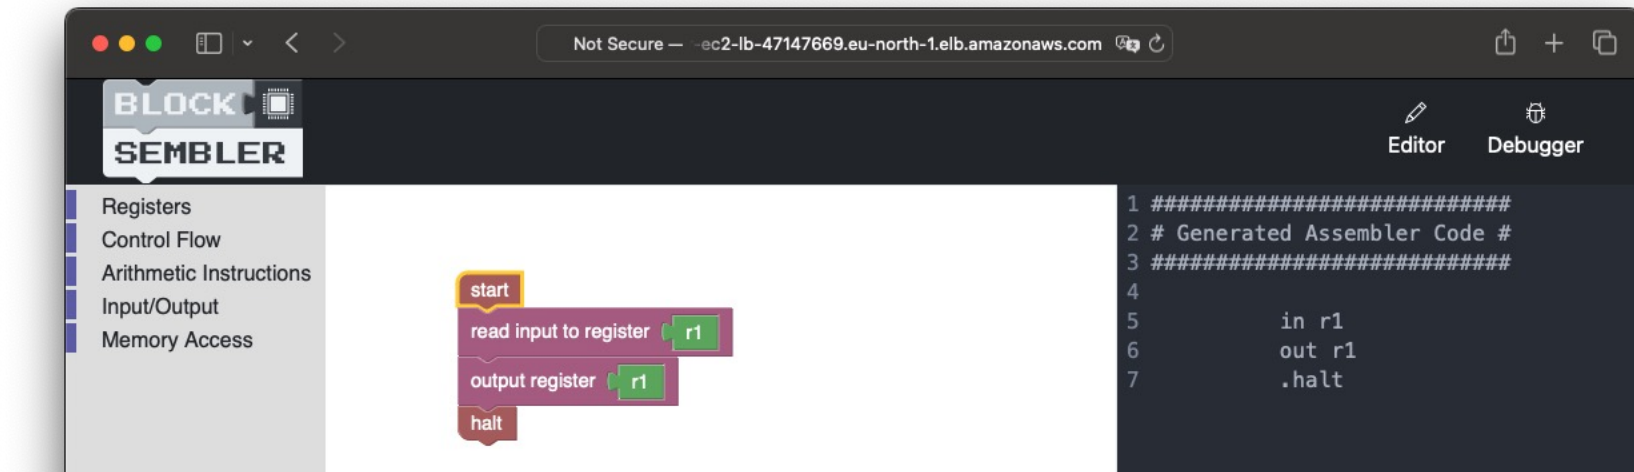 Not Secure — -ec2-lb-47147669.eu-north-1.elb.amazonaws.com
BLOCK
SEMBLER
Editor
Debugger
Registers
Control Flow
Arithmetic Instructions
Input/Output
Memory Access
start
read input to register r1
output register r1
halt
1 ############################
2 # Generated Assembler Code #
3 ############################
4
5 in r1
6 out r1
7 .halt